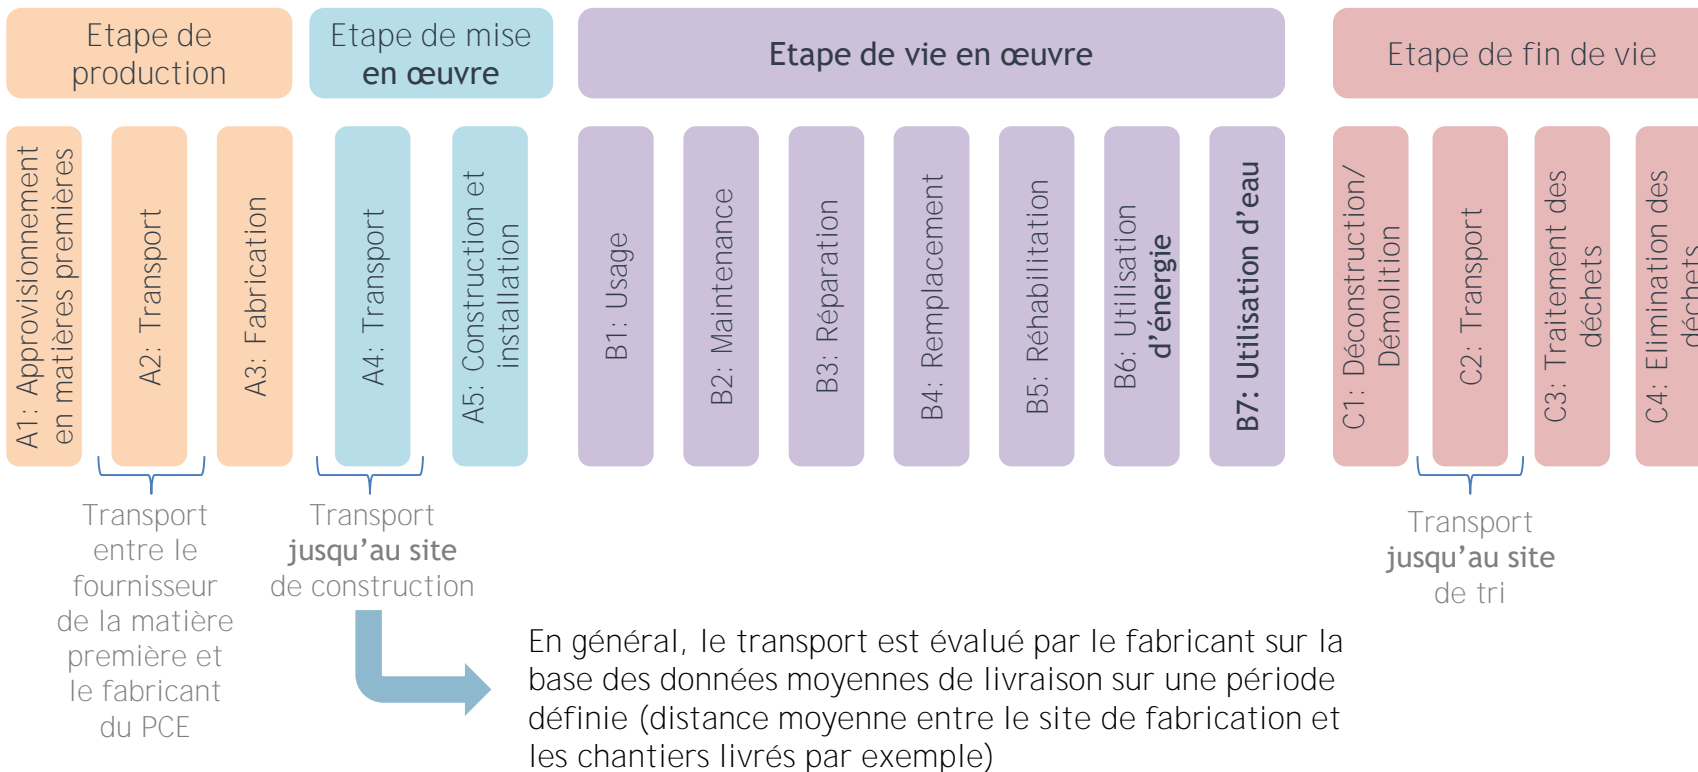 Etape de
production
Etape de mise
en œuvre
Etape de vie en œuvre
Etape de fin de vie
A1: Approvisionnement
en matières premières
A2: Transport
A3: Fabrication
A4: Transport
A5: Construction et
installation
B1: Usage
B2: Maintenance
B3: Réparation
B4: Remplacement
B5: Réhabilitation
B6: Utilisation
d’énergie
B7: Utilisation d’eau
C1: Déconstruction/
Démolition
C2: Transport
C3: Traitement des
déchets
C4: Elimination des
déchets
Transport
entre le
fournisseur
de la matière
première et
le fabricant
du PCE
Transport
jusqu’au site
de construction
Transport
jusqu’au site
de tri
En général, le transport est évalué par le fabricant sur la
base des données moyennes de livraison sur une période
définie (distance moyenne entre le site de fabrication et
les chantiers livrés par exemple)